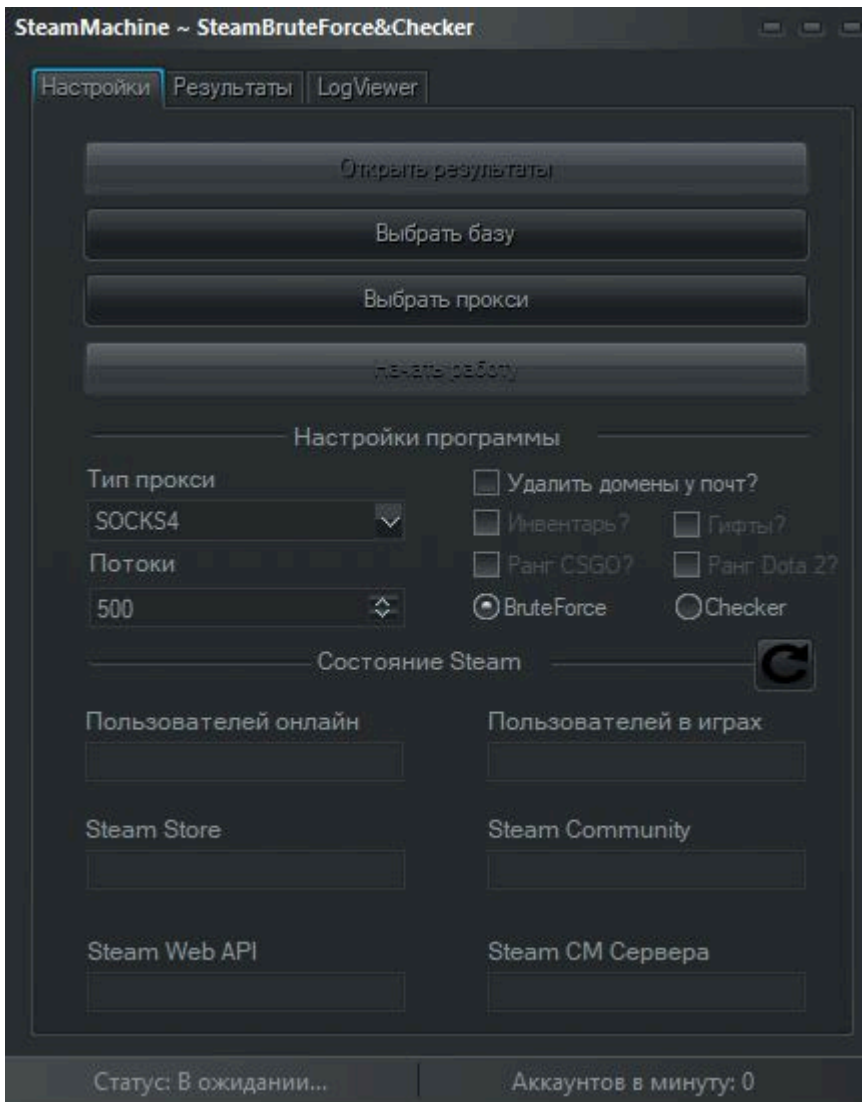 SteamMachine ~ SteamBruteForce&Checker
Настройки Результаты LogViewer
Открыть результаты
Выбрать базу
Выбрать прокси
Начать работу
Настройки программы
Тип прокси
Удалить домены у почт?
SOCKS4
Инвентарь? Гифты?
Потоки
Ранг CSGO? Ранг Dota 2?
500
BruteForce Checker
Состояние Steam
Пользователей онлайн Пользователей в играх
Steam Store Steam Community
Steam Web API Steam CM Сервера
Статус: В ожидании... Аккаунтов в минуту: 0